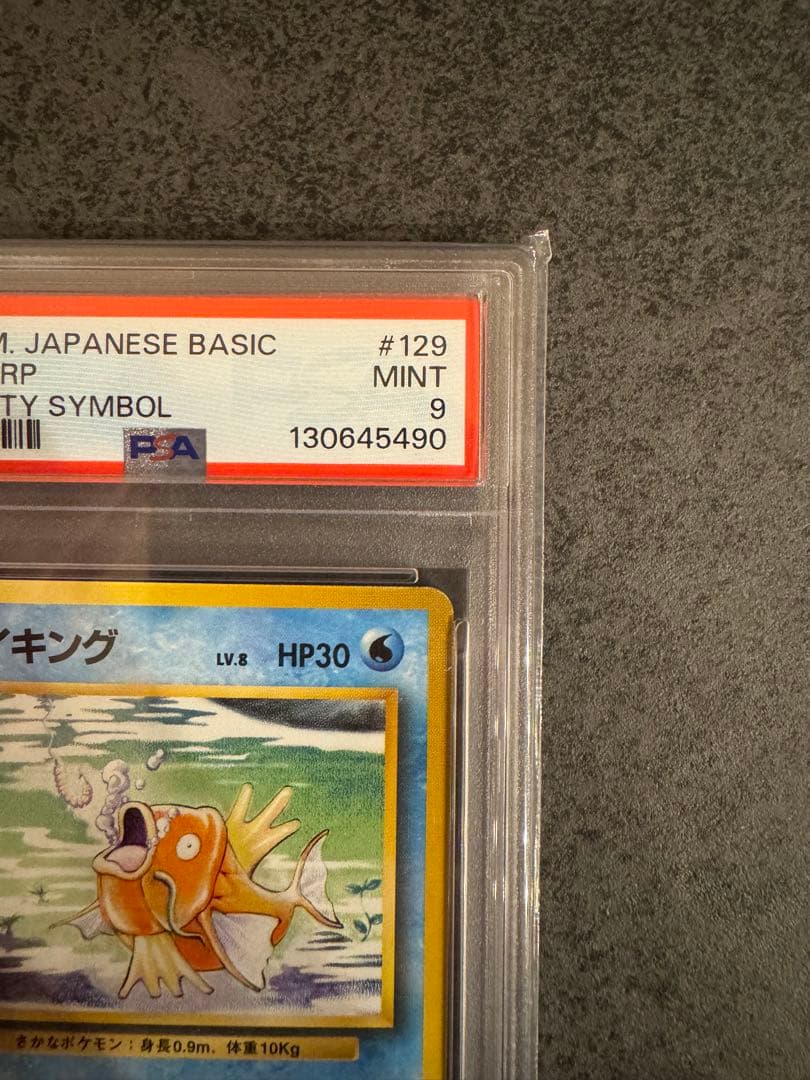 M. JAPANESE BASIC #129
RP MINT
TY SYMBOL 9
PSA 130645490
イキング LV.8 HP30
さかなポケモン：身長0.9m、体重10Kg